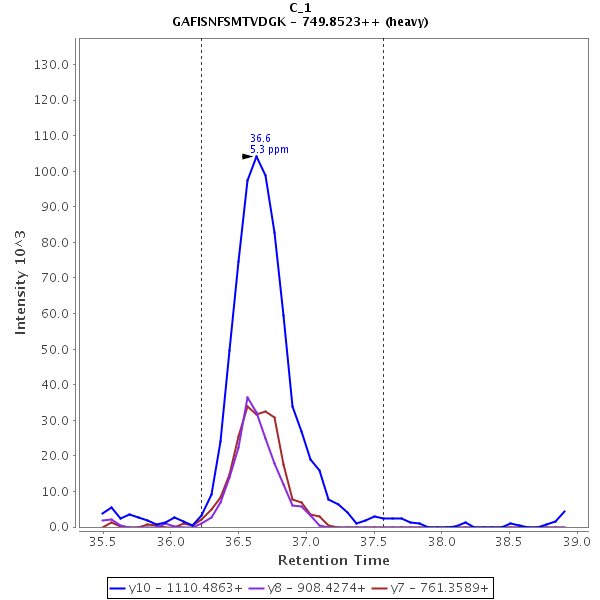 C_1
GAFISNFSMTVDGK - 749.8523++ (heavy)
130.0
120.0
110.0
100.0
90.0
80.0
70.0
60.0
50.0
40.0
30.0
20.0
10.0
0.0
Intensity 10^3
36.6
5.3 ppm
35.5 36.0 36.5 37.0 37.5 38.0 38.5 39.0
Retention Time
y10 - 1110.4863+ y8 - 908.4274+ y7 - 761.3589+